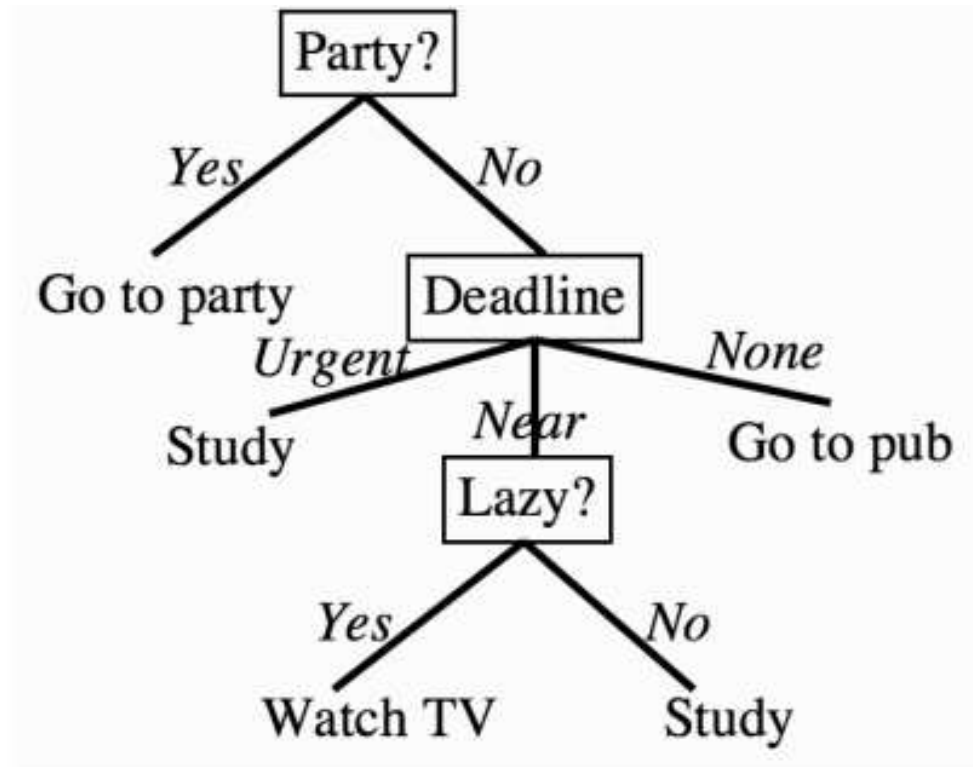 Party?
Yes
No
Go to party
Deadline
Urgent
None
Near
Study
Go to pub
Lazy?
Yes
No
Watch TV
Study